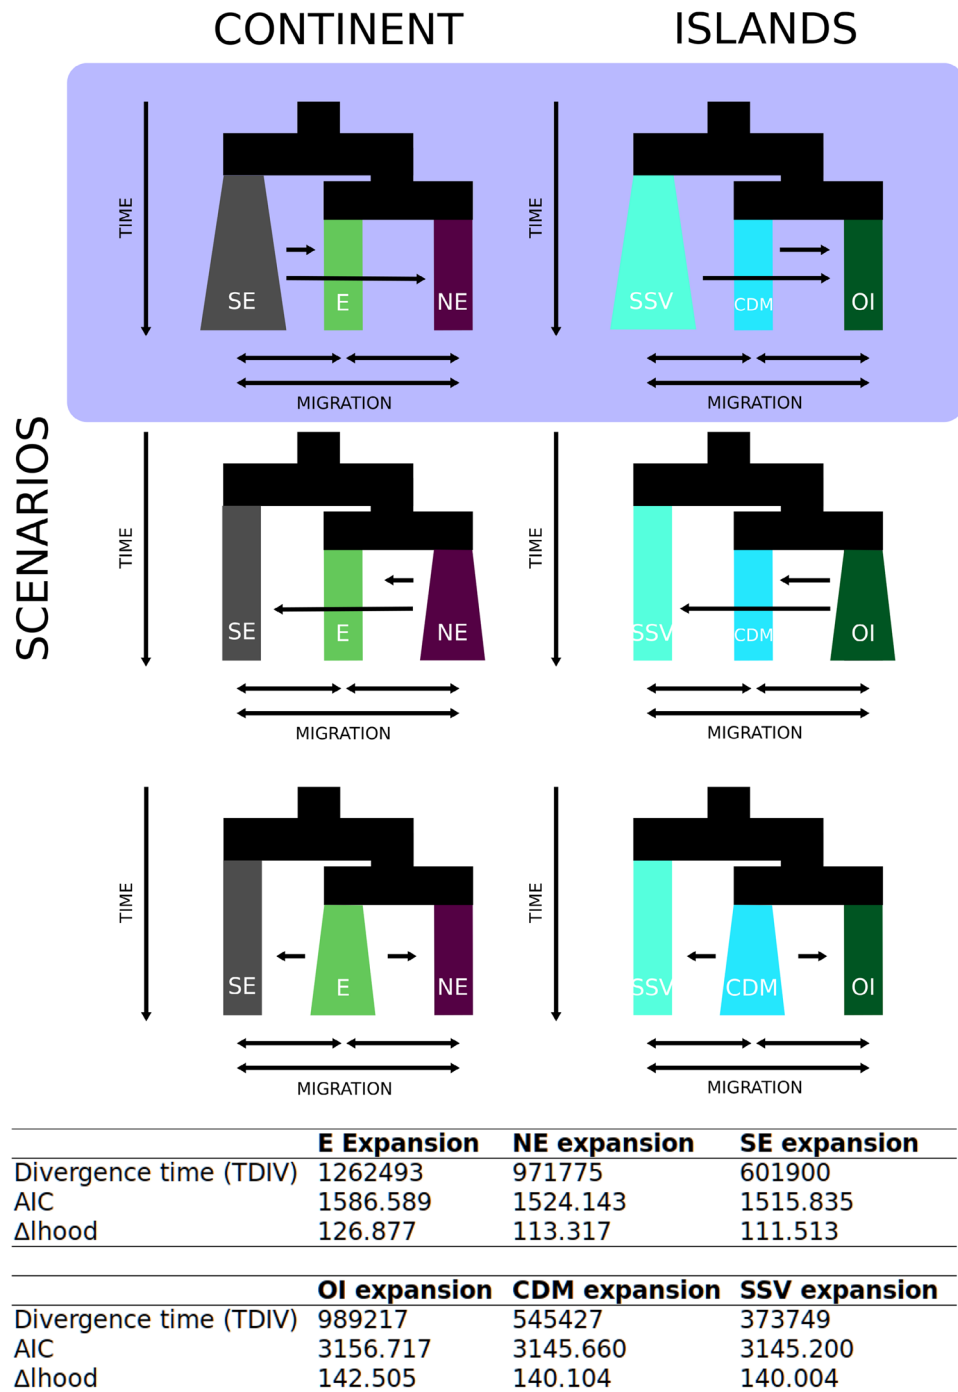 CONTINENT ISLANDS
SCENARIOS
TIME SE E NE TIME SSV CDM OI
MIGRATION MIGRATION
TIME SE E NE TIME SSV CDM OI
MIGRATION MIGRATION
TIME SE E NE TIME SSV CDM OI
MIGRATION MIGRATION
E Expansion NE expansion SE expansion
Divergence time (TDIV) 1262493 971775 601900
AIC 1586.589 1524.143 1515.835
Δlhood 126.877 113.317 111.513
OI expansion CDM expansion SSV expansion
Divergence time (TDIV) 989217 545427 373749
AIC 3156.717 3145.660 3145.200
Δlhood 142.505 140.104 140.004